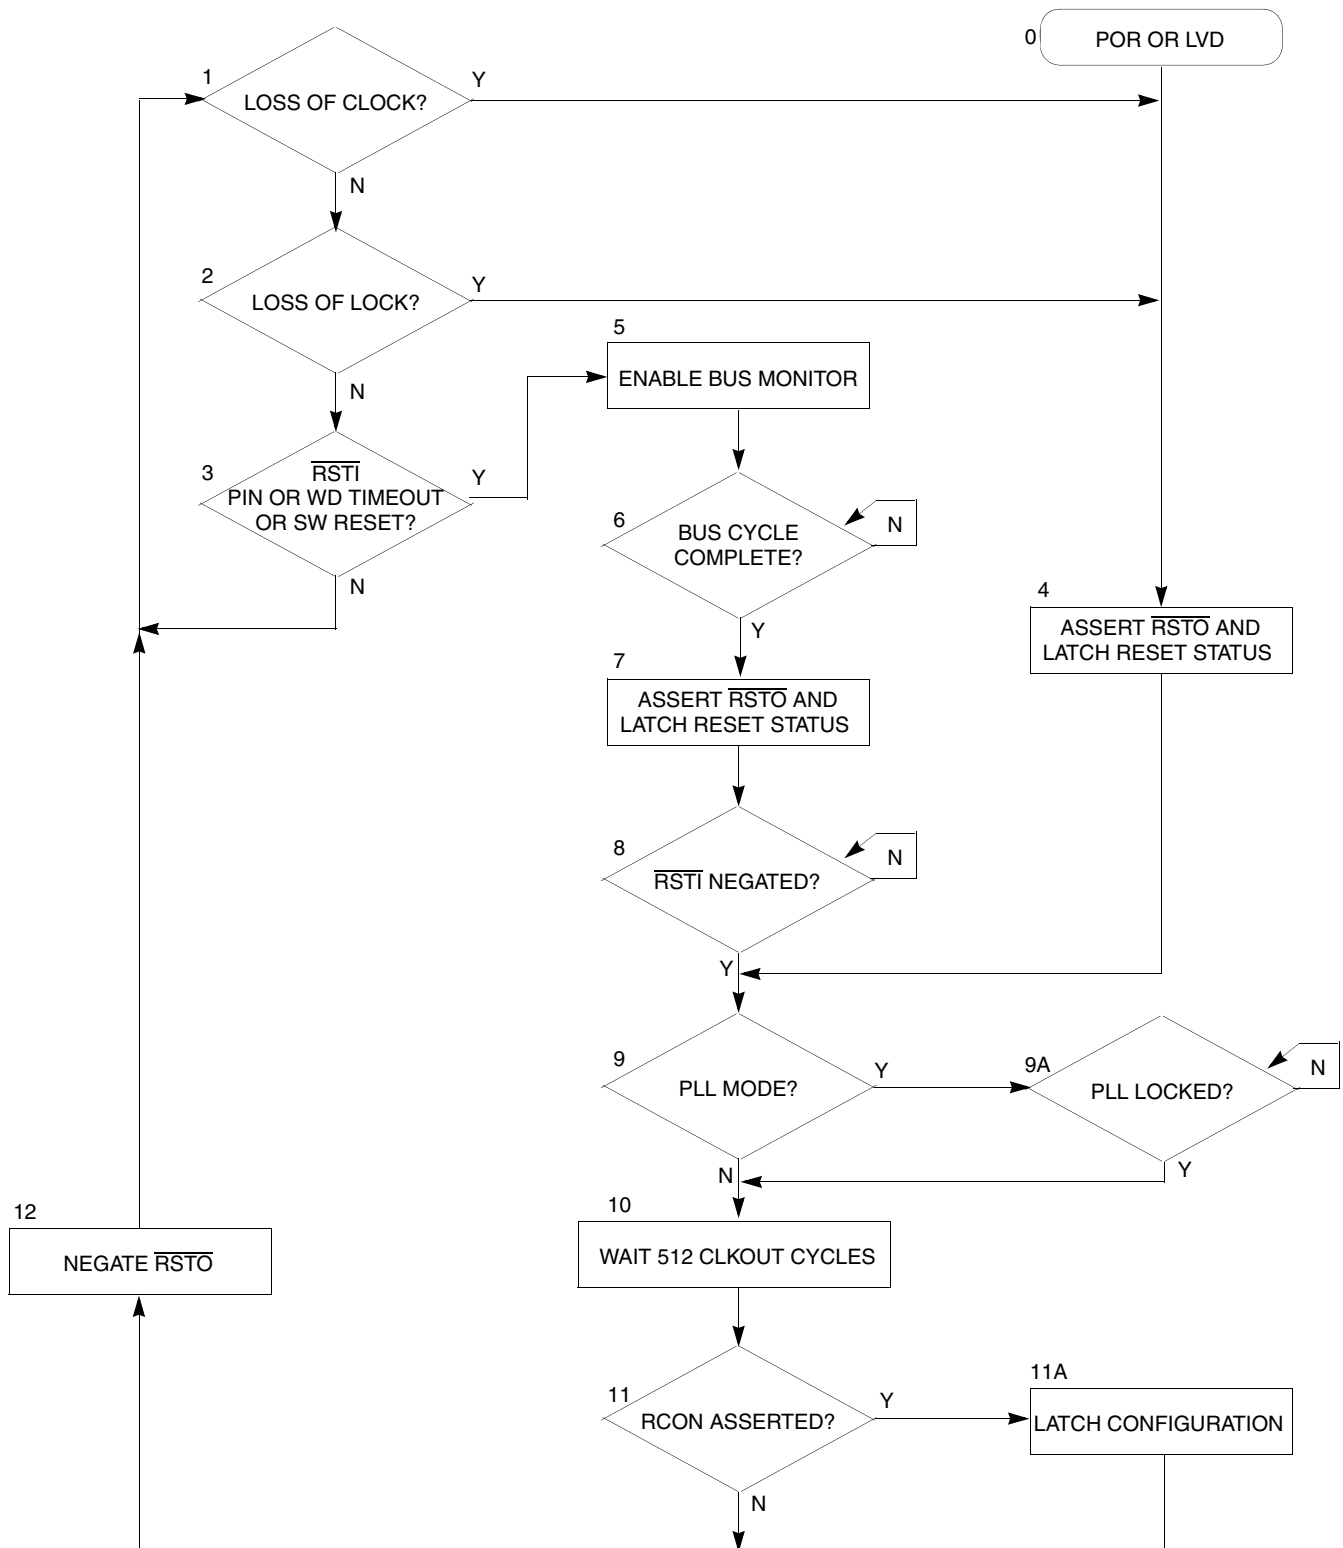 0
POR OR LVD
1
LOSS OF CLOCK?
Y
N
2
LOSS OF LOCK?
Y
N
3
RSTI
PIN OR WD TIMEOUT
OR SW RESET?
Y
N
5
ENABLE BUS MONITOR
6
BUS CYCLE
COMPLETE?
N
Y
4
ASSERT RSTO AND
LATCH RESET STATUS
7
ASSERT RSTO AND
LATCH RESET STATUS
8
RSTI NEGATED?
N
Y
9
PLL MODE?
Y
N
9A
PLL LOCKED?
N
Y
10
WAIT 512 CLKOUT CYCLES
12
NEGATE RSTO
11
RCON ASSERTED?
Y
N
11A
LATCH CONFIGURATION